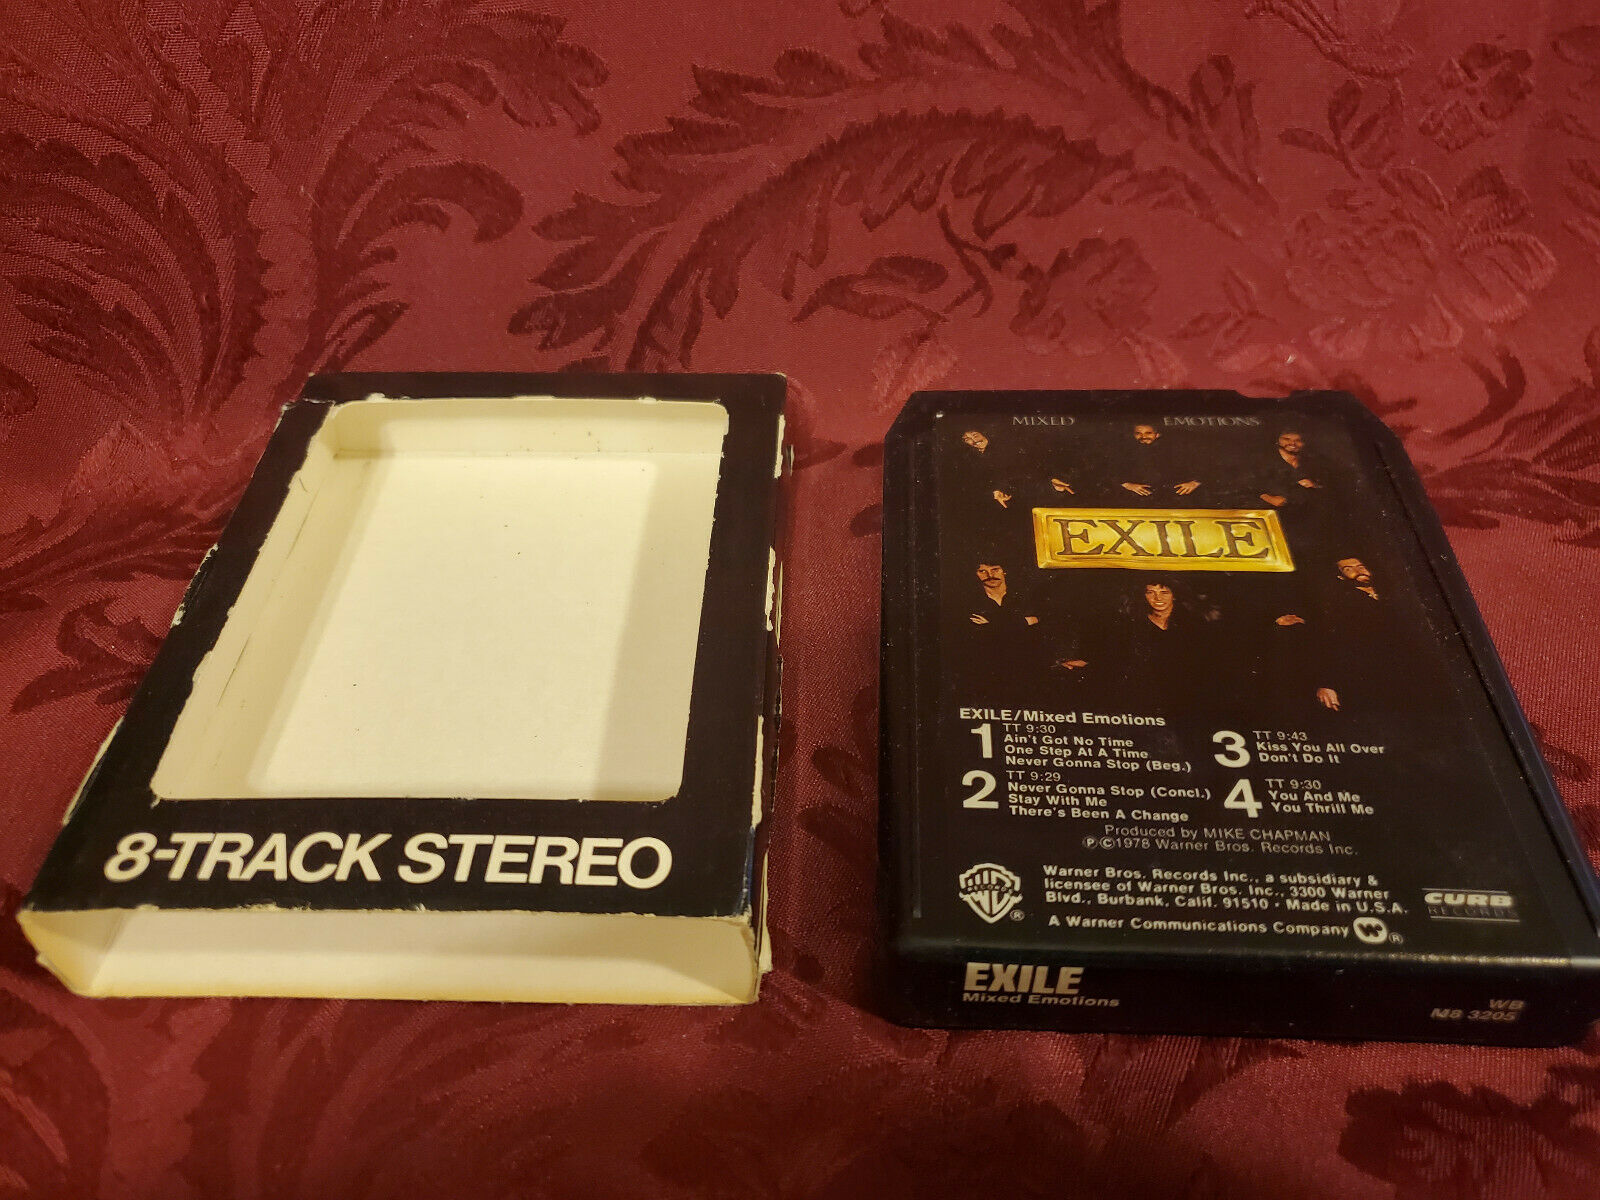 8-TRACK STEREO
MIXED EMOTIONS
EXILE
EXILE/Mixed Emotions
1 TT 9:30
Ain't Got No Time
One Step At A Time
Never Gonna Stop (Beg.)
2 TT 9:29
Never Gonna Stop (Concl.)
Stay With Me
There's Been A Change
3 TT 9:43
Kiss You All Over
Don't Do It
4 TT 9:30
You And Me
You Thrill Me
Produced by MIKE CHAPMAN
℗©1978 Warner Bros. Records Inc.
RECORDS
®
Warner Bros. Records Inc., a subsidiary &
licensee of Warner Bros. Inc., 3300 Warner
Blvd., Burbank, Calif. 91510 · Made in U.S.A.
A Warner Communications Company ®
CURB
RECORDS
EXILE
Mixed Emotions
WB
M8 3205